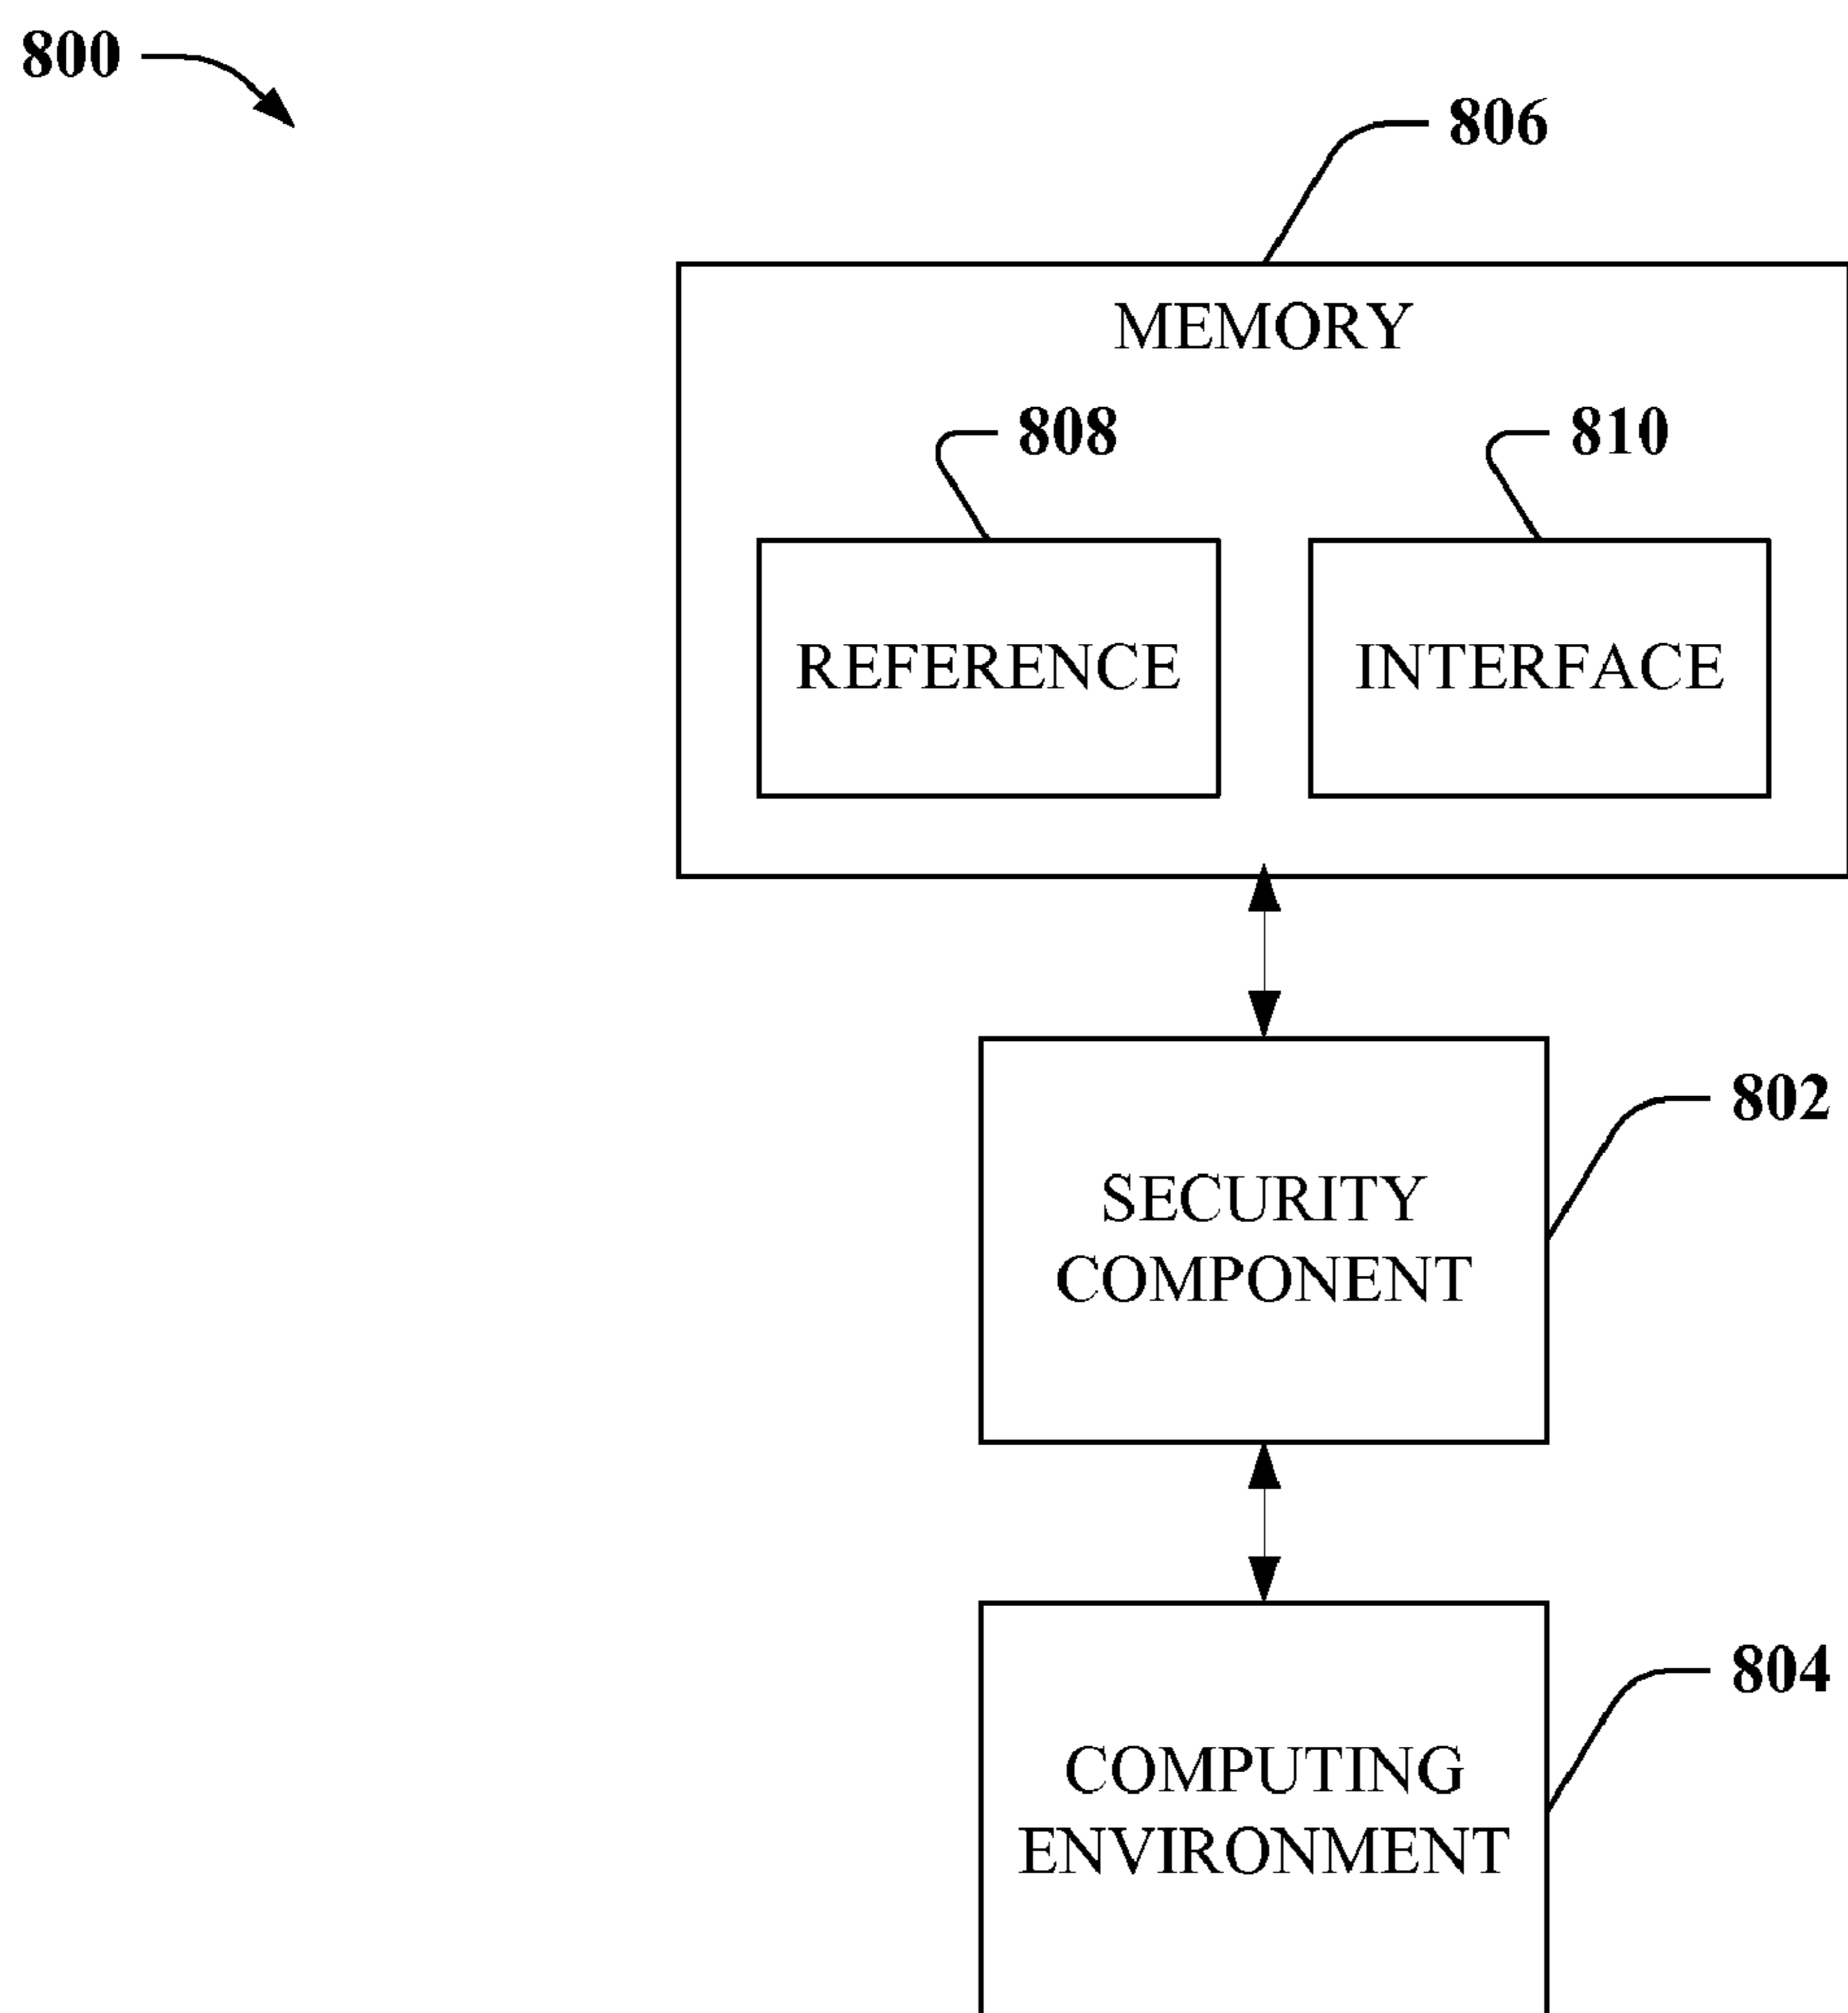 800
806
MEMORY
808
810
REFERENCE
INTERFACE
802
SECURITY
COMPONENT
804
COMPUTING
ENVIRONMENT